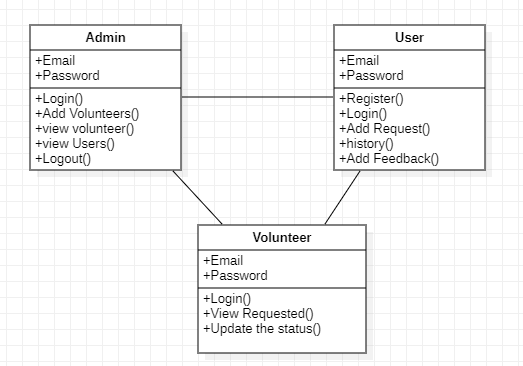 Admin
+Email
+Password
+Login()
+Add Volunteers()
+view volunteer()
+view Users()
+Logout()
User
+Email
+Password
+Register()
+Login()
+Add Request()
+history()
+Add Feedback()
Volunteer
+Email
+Password
+Login()
+View Requested()
+Update the status()